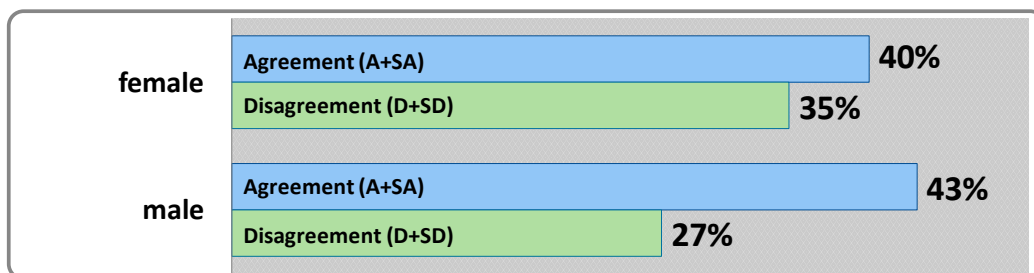 female
Agreement (A+SA) 40%
Disagreement (D+SD) 35%
male
Agreement (A+SA) 43%
Disagreement (D+SD) 27%